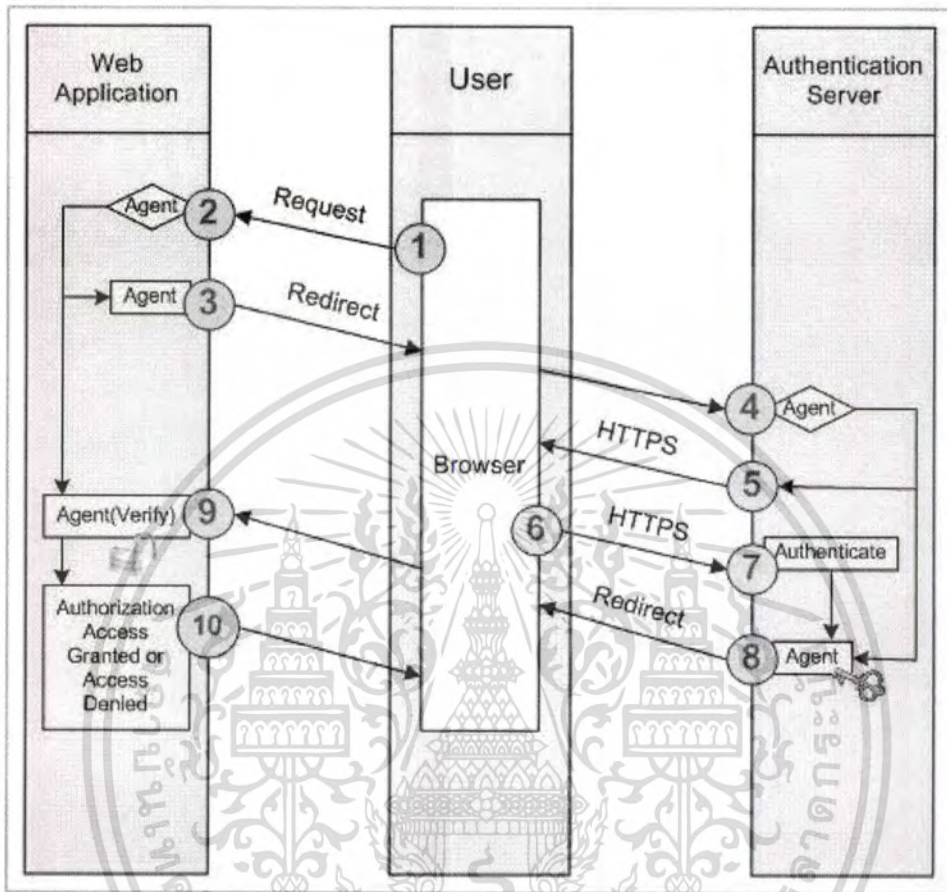 Web
Application
User
Authentication
Server
Agent
2
Request
1
Agent
3
Redirect
4
Agent
HTTPS
5
Browser
Agent(Verify)
9
6
HTTPS
7
Authenticate
Redirect
8
Agent
Authorization
Access
Granted or
Access
Denied
10